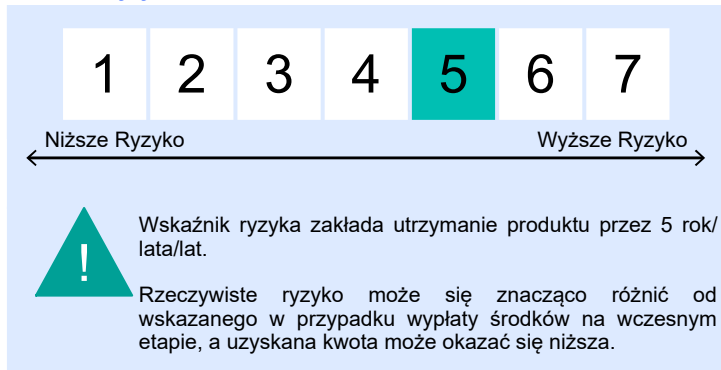 1 2 3 4 5 6 7
Niższe Ryzyko Wyższe Ryzyko
!
Wskaźnik ryzyka zakłada utrzymanie produktu przez 5 rok/
lata/lat.
Rzeczywiste ryzyko może się znacząco różnić od
wskazanego w przypadku wypłaty środków na wczesnym
etapie, a uzyskana kwota może okazać się niższa.